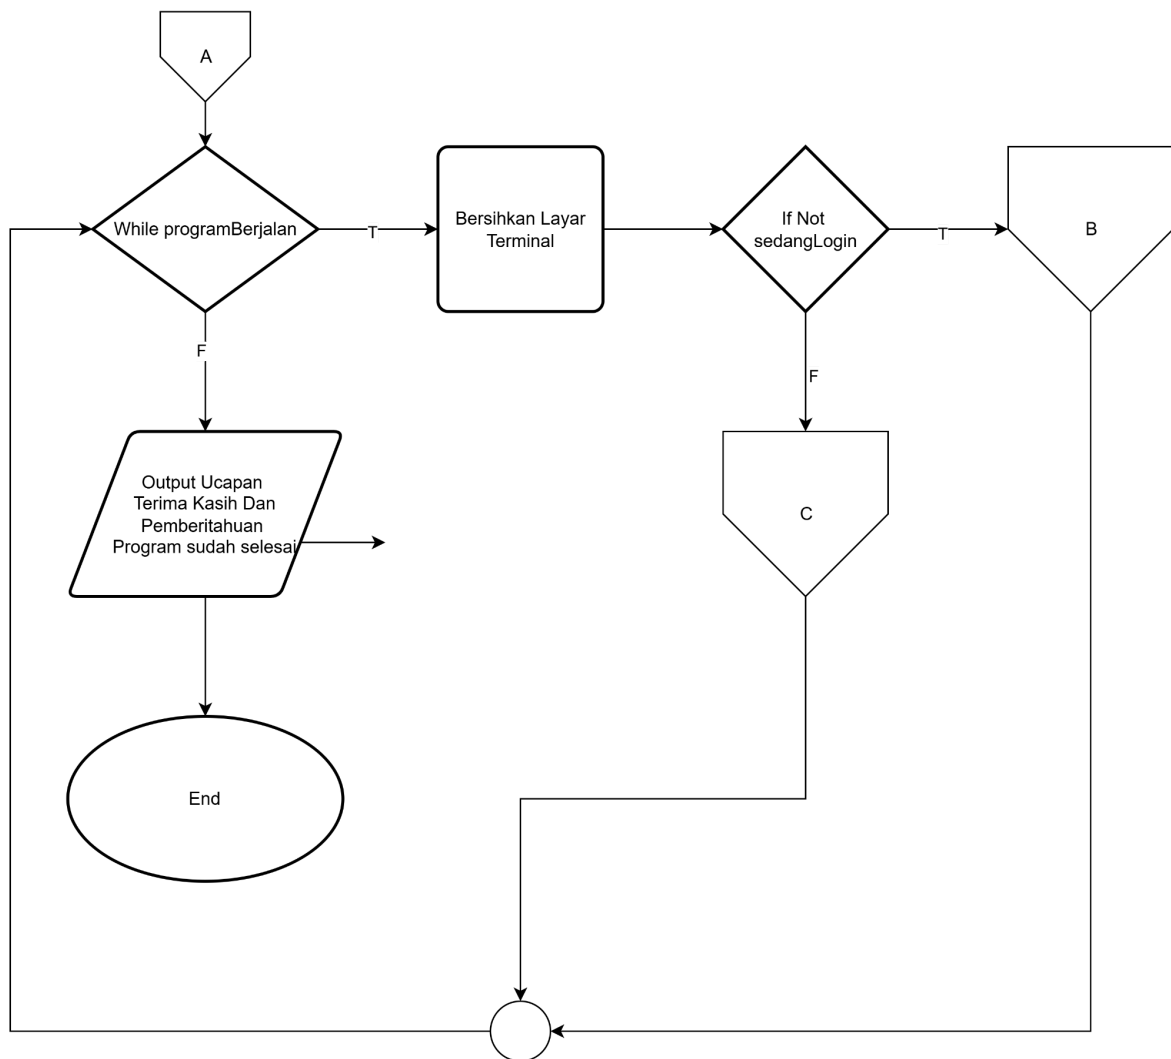 A
While programBerjalan
T
Bersihkan Layar
Terminal
If Not
sedangLogin
T
B
F
F
Output Ucapan
Terima Kasih Dan
Pemberitahuan
Program sudah selesai
C
End